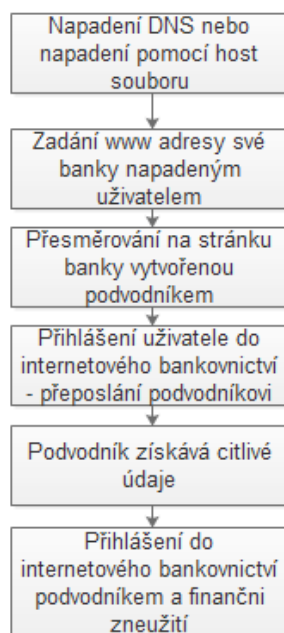 Napadení DNS nebo
napadení pomocí host
souboru
Zadání www adresy své
banky napadeným
uživatelem
Přesměrování na stránku
banky vytvořenou
podvodníkem
Přihlášení uživatele do
internetového bankovnictví
- přeposlání podvodníkovi
Podvodník získává citlivé
údaje
Přihlášení do
internetového bankovnictví
podvodníkem a finančni
zneužití